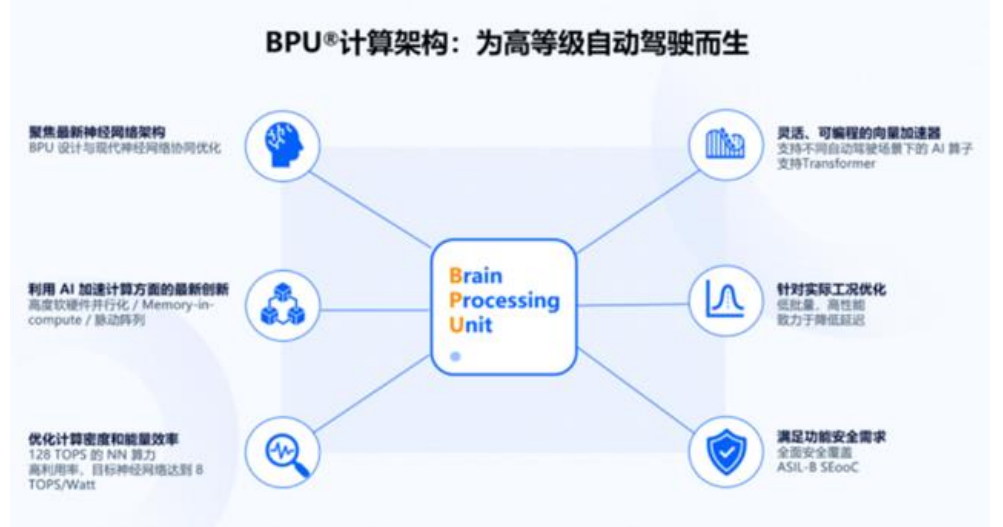 BPU®计算架构：为高等级自动驾驶而生
聚焦最新神经网络架构
BPU 设计与现代神经网络协同优化
利用 AI 加速计算方面的最新创新
高度软硬件并行化 / Memory-in-
compute / 脉动阵列
优化计算密度和能量效率
128 TOPS 的 NN 算力
高利用率，目标神经网络达到 8
TOPS/Watt
Brain
Processing
Unit
灵活、可编程的向量加速器
支持不同自动驾驶场景下的 AI 算子
支持Transformer
针对实际工况优化
低批量，高性能
致力于降低延迟
满足功能安全需求
全面安全覆盖
ASIL-B SEooC